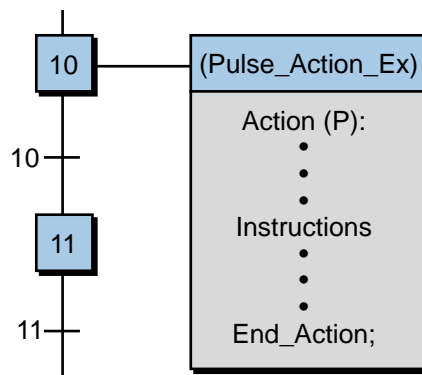 10
(Pulse_Action_Ex)
Action (P):
10
11
Instructions
11
End_Action;